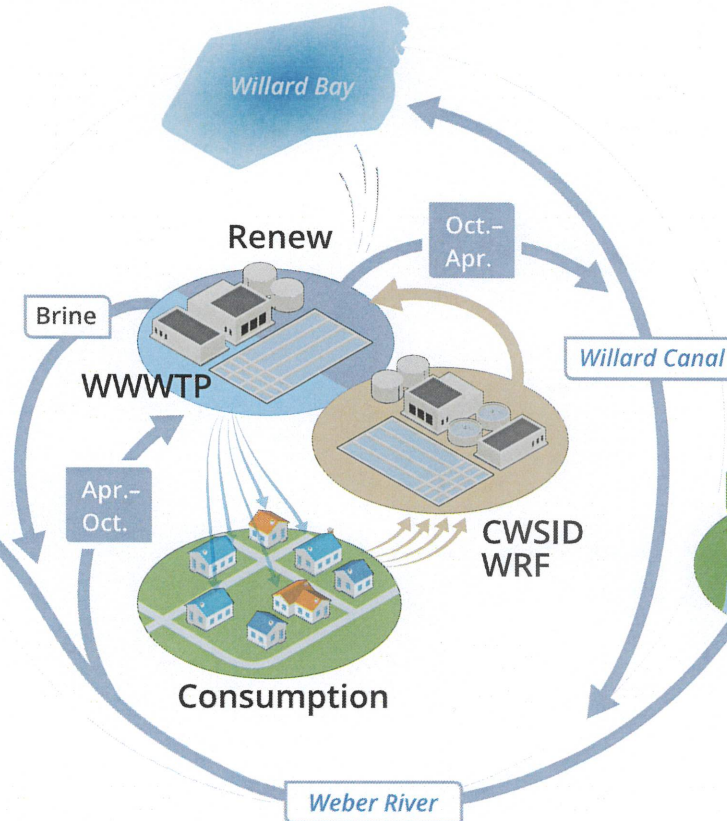 Willard Bay
Renew
Oct.–
Apr.
Brine
Willard Canal
WWWTP
Apr.–
Oct.
CWSID
WRF
Consumption
Weber River